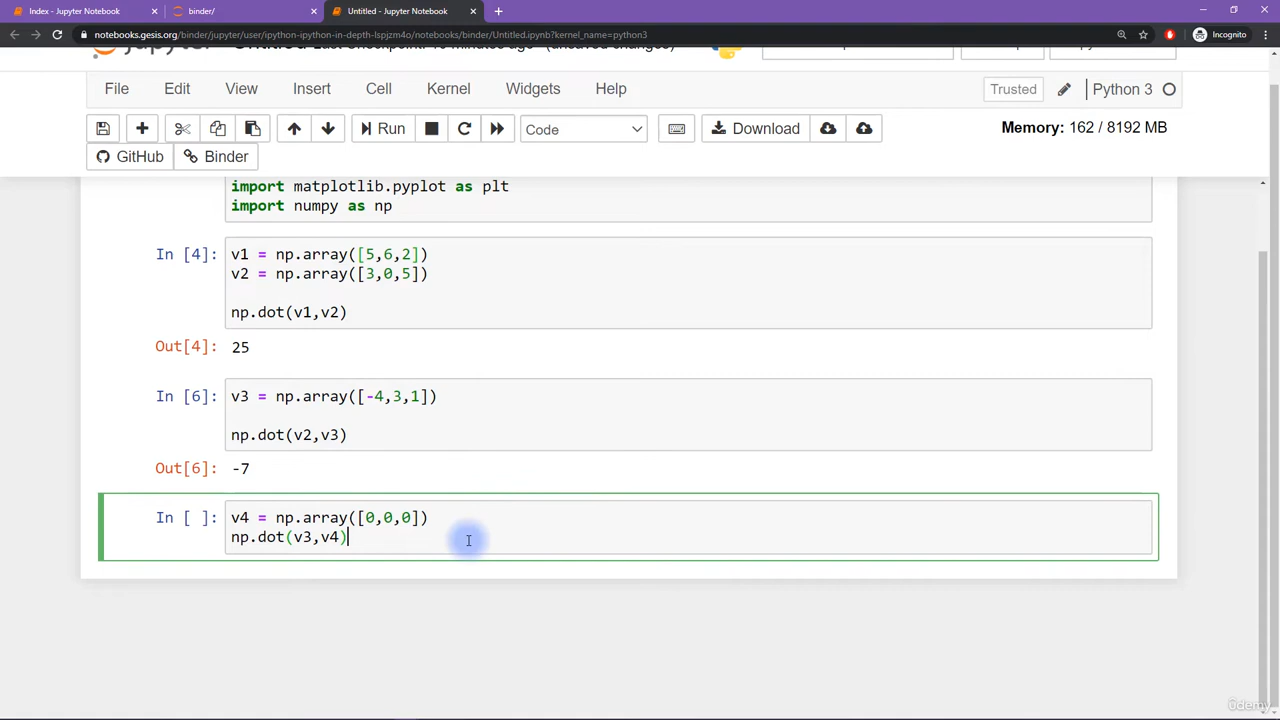 Index - Jupyter Notebook
binder/
Untitled - Jupyter Notebook
notebooks.gesis.org/binder/jupyter/user/ipython-ipython-in-depth-lspjzm4o/notebooks/binder/Untitled.ipynb?kernel_name=python3
Incognito
File Edit View Insert Cell Kernel Widgets Help
Trusted
Python 3
Run
Code
Download
Memory: 162 / 8192 MB
GitHub
Binder
import matplotlib.pyplot as plt
import numpy as np
In [4]:
v1 = np.array([5,6,2])
v2 = np.array([3,0,5])
np.dot(v1,v2)
Out[4]:
25
In [6]:
v3 = np.array([-4,3,1])
np.dot(v2,v3)
Out[6]:
-7
In [ ]:
v4 = np.array([0,0,0])
np.dot(v3,v4)
ûdemy